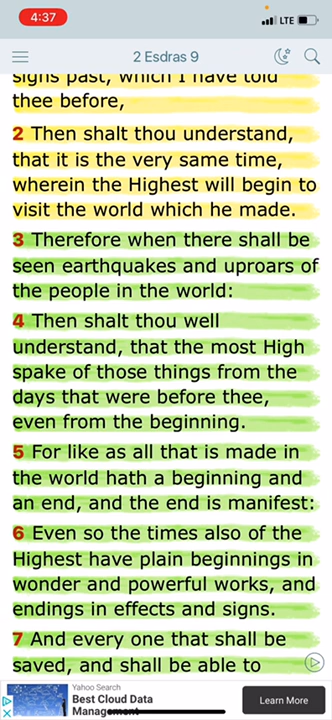 4:37
LTE
2 Esdras 9
signs past, which I have told
thee before,
2 Then shalt thou understand,
that it is the very same time,
wherein the Highest will begin to
visit the world which he made.
3 Therefore when there shall be
seen earthquakes and uproars of
the people in the world:
4 Then shalt thou well
understand, that the most High
spake of those things from the
days that were before thee,
even from the beginning.
5 For like as all that is made in
the world hath a beginning and
an end, and the end is manifest:
6 Even so the times also of the
Highest have plain beginnings in
wonder and powerful works, and
endings in effects and signs.
7 And every one that shall be
saved, and shall be able to
Yahoo Search
Best Cloud Data
Management
Learn More